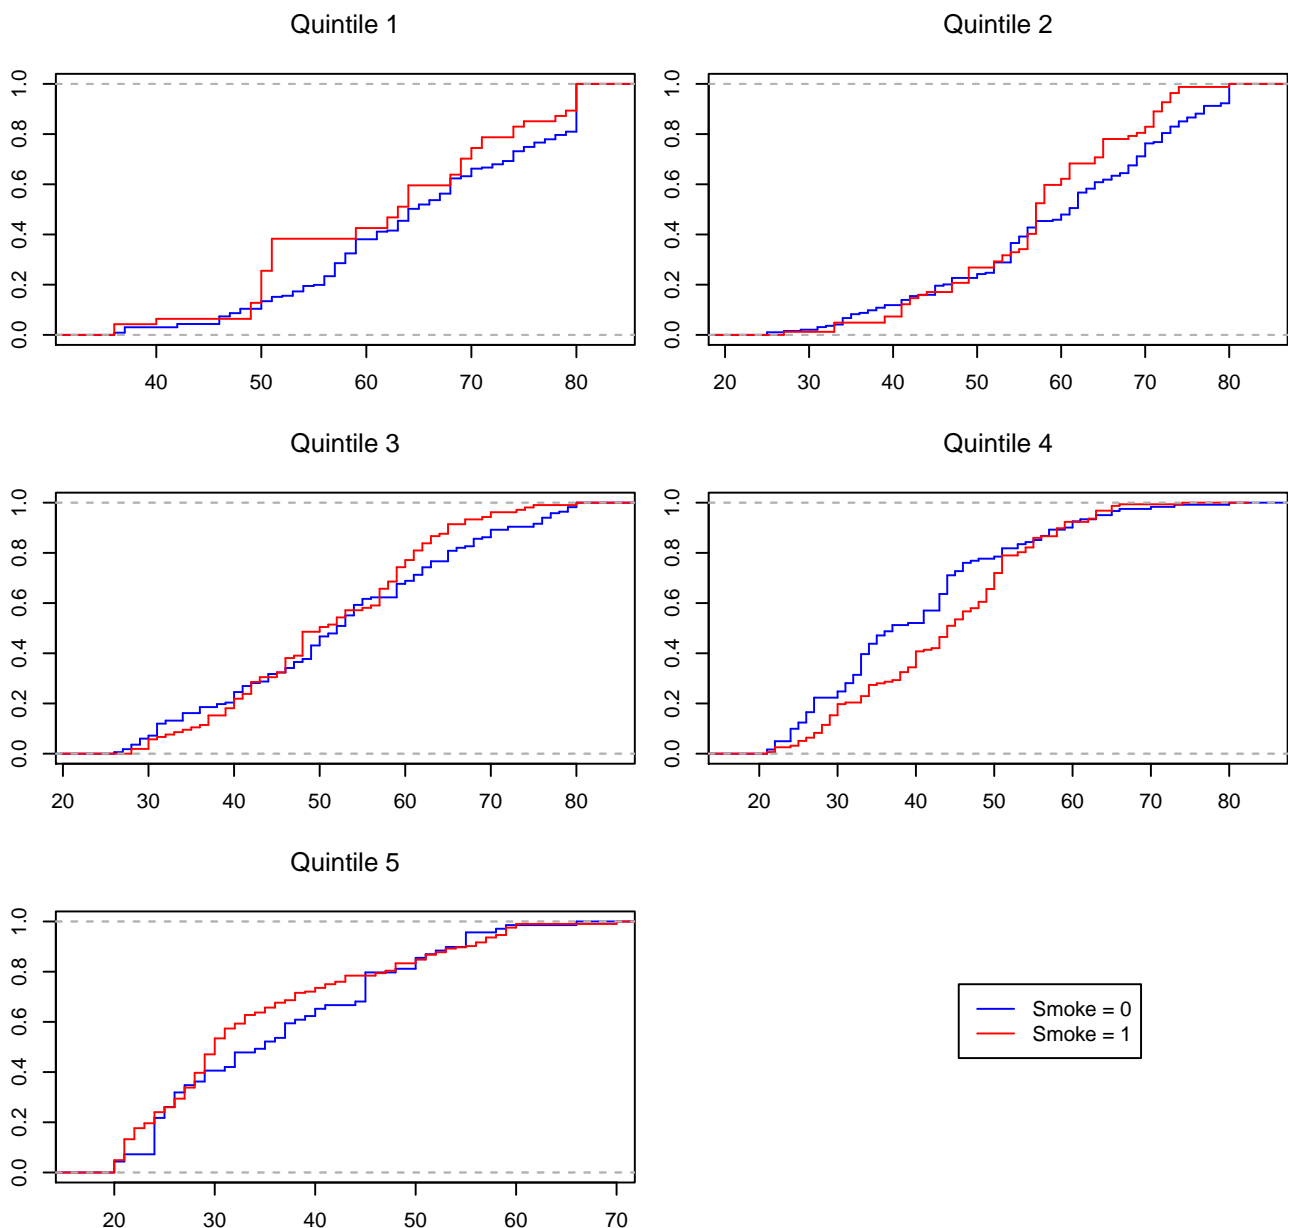 Quintile 1
0.0 0.2 0.4 0.6 0.8 1.0
40 50 60 70 80
Quintile 2
0.0 0.2 0.4 0.6 0.8 1.0
20 30 40 50 60 70 80
Quintile 3
0.0 0.2 0.4 0.6 0.8 1.0
20 30 40 50 60 70 80
Quintile 4
0.0 0.2 0.4 0.6 0.8 1.0
20 30 40 50 60 70 80
Quintile 5
0.0 0.2 0.4 0.6 0.8 1.0
20 30 40 50 60 70
Smoke = 0
Smoke = 1